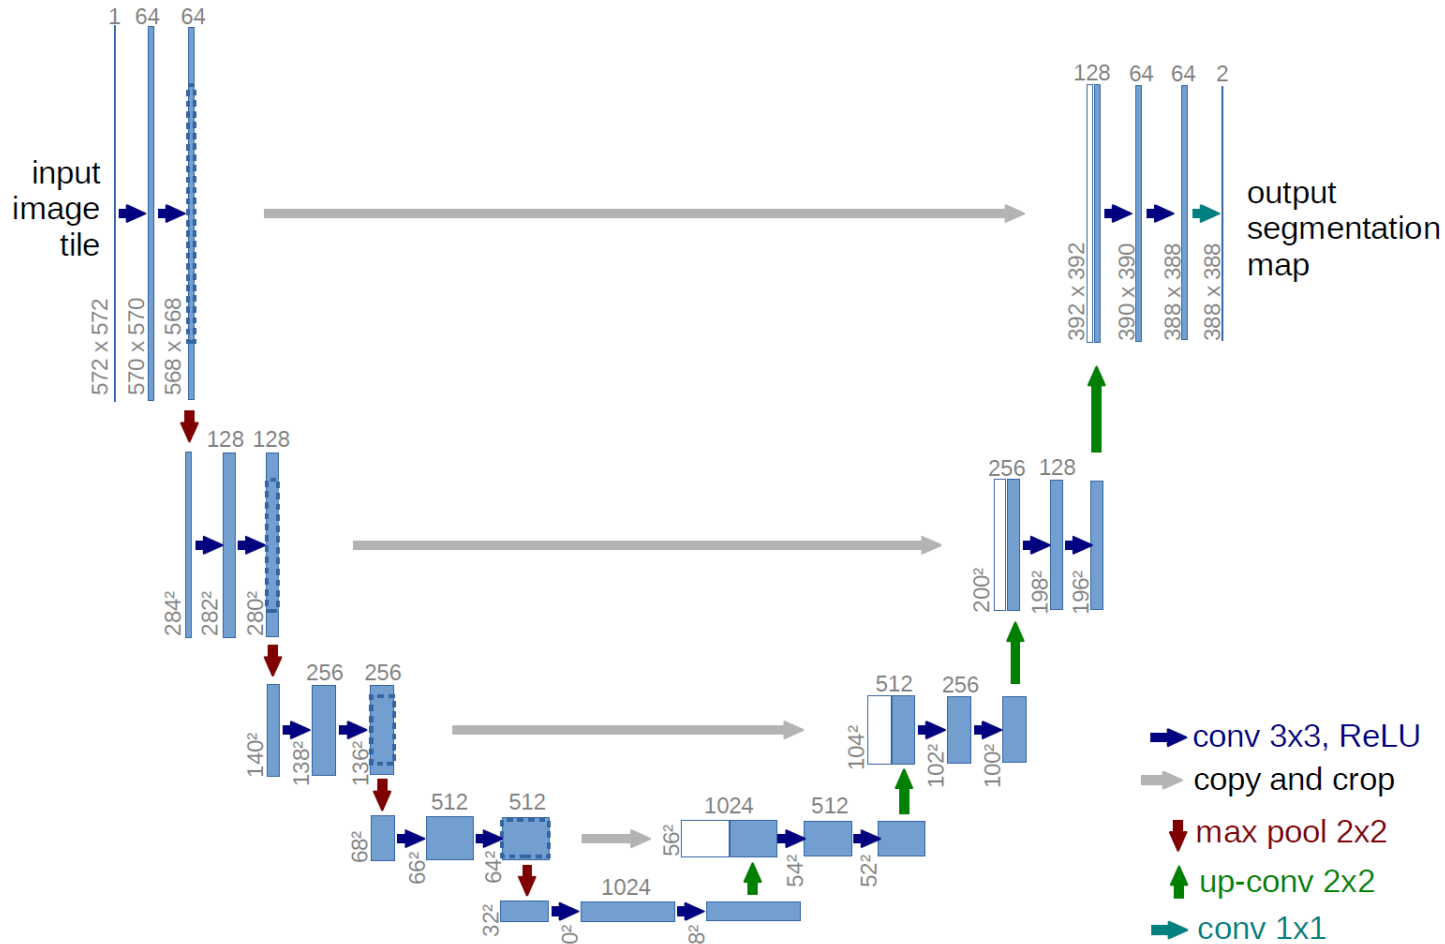 1 64 64
input
image
tile
572 x 572
570 x 570
568 x 568
128 64 64 2
392 x 392
390 x 390
388 x 388
388 x 388
output
segmentation
map
128 128
284²
282²
280²
256 128
200²
198²
196²
256 256
140²
138²
136²
512 256
104²
102²
100²
512 512
68²
66²
64²
1024 512
56²
54²
52²
1024
32²
0²
8²
conv 3x3, ReLU
copy and crop
max pool 2x2
up-conv 2x2
conv 1x1